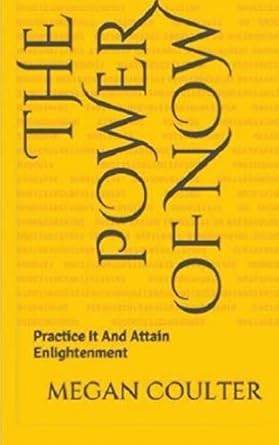 THE
POWER
OF NOW
Practice It And Attain
Enlightenment
MEGAN COULTER